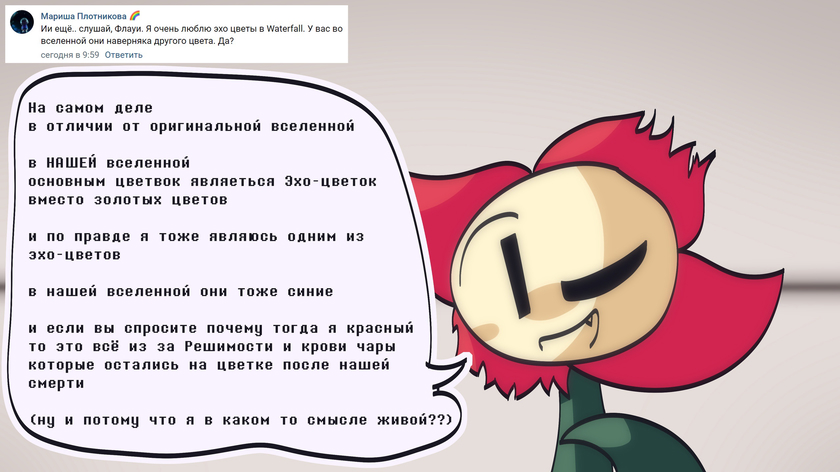 Мариша Плотникова 🌈
Ии ещё.. слушай, Флауи. Я очень люблю эхо цветы в Waterfall. У вас во
вселенной они наверняка другого цвета. Да?
сегодня в 9:59 Ответить
На самом деле
в отличии от оригинальной вселенной
в НАШЕЙ вселенной
основным цветвок являеться Эхо-цветок
вместо золотых цветов
и по правде я тоже являюсь одним из
эхо-цветов
в нашей вселенной они тоже синие
и если вы спросите почему тогда я красный
то это всё из за Решимости и крови чары
которые остались на цветке после нашей
смерти
(ну и потому что я в каком то смысле живой??)